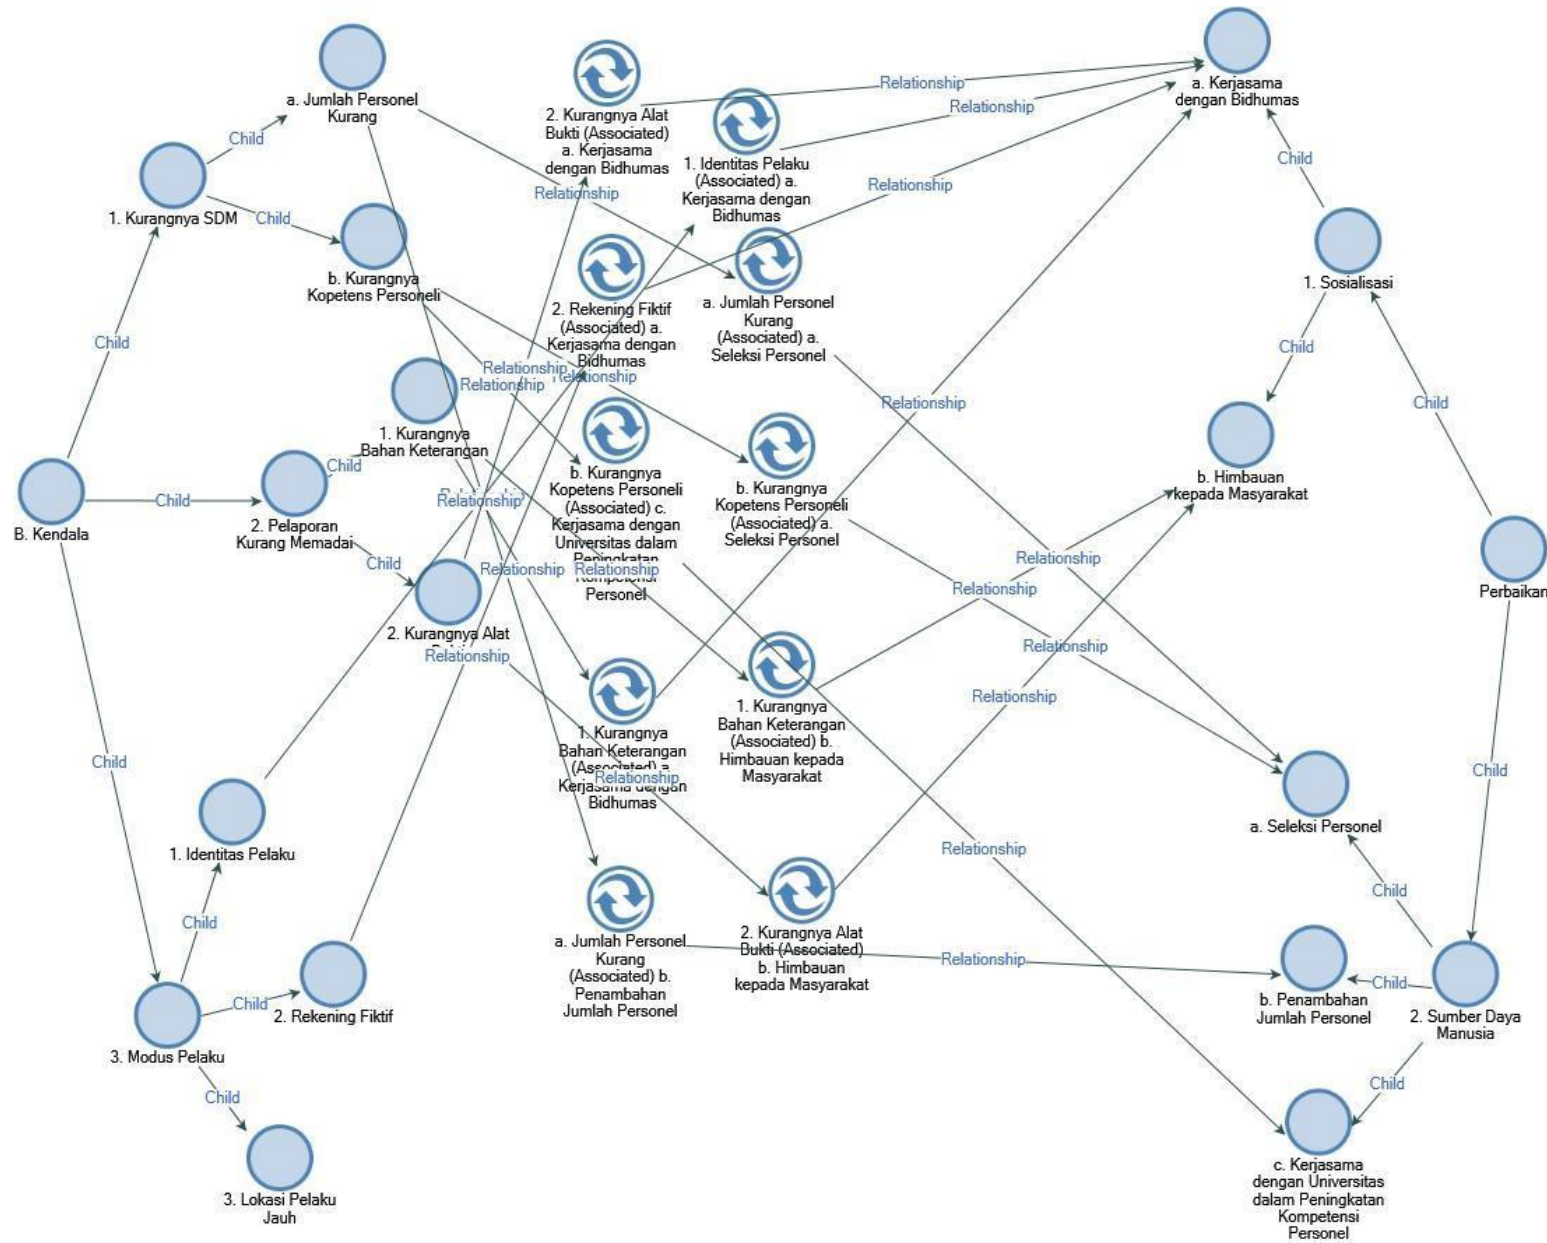 a. Jumlah Personel
Kurang
Child
1. Kurangnya SDM
Child
b. Kurangnya
Kopetens Personeli
Child
1. Kurangnya
Bahan Keterangan
Child
B. Kendala
Child
2. Pelaporan
Kurang Memadai
Child
2. Kurangnya Alat
Child
1. Identitas Pelaku
Child
3. Modus Pelaku
Child
2. Rekening Fiktif
Child
3. Lokasi Pelaku
Jauh
2. Kurangnya Alat
Bukti (Associated)
a. Kerjasama
dengan Bidhumas
1. Identitas Pelaku
(Associated) a.
Kerjasama dengan
Bidhumas
Relationship
2. Rekening Fiktif
(Associated) a.
Kerjasama dengan
Bidhumas
a. Jumlah Personel
Kurang
(Associated) a.
Seleksi Personel
Relationship
Relationship
Relationship
b. Kurangnya
Kopetens Personeli
(Associated) c.
Kerjasama dengan
Universitas dalam
Peningkatan
Kompetensi
Personel
b. Kurangnya
Kopetens Personeli
(Associated) a.
Seleksi Personel
Relationship
Relationship
Relationship
Relationship
1. Kurangnya
Bahan Keterangan
(Associated) a.
Kerjasama dengan
Bidhumas
1. Kurangnya
Bahan Keterangan
(Associated) b.
Himbauan kepada
Masyarakat
Relationship
a. Jumlah Personel
Kurang
(Associated) b.
Penambahan
Jumlah Personel
2. Kurangnya Alat
Bukti (Associated)
b. Himbauan
kepada Masyarakat
Relationship
Relationship
Relationship
Relationship
Relationship
Relationship
Relationship
Relationship
Relationship
Relationship
a. Kerjasama
dengan Bidhumas
Child
1. Sosialisasi
Child
Child
b. Himbauan
kepada Masyarakat
Perbaikan
Child
a. Seleksi Personel
Child
b. Penambahan
Jumlah Personel
Child
2. Sumber Daya
Manusia
Child
c. Kerjasama
dengan Universitas
dalam Peningkatan
Kompetensi
Personel